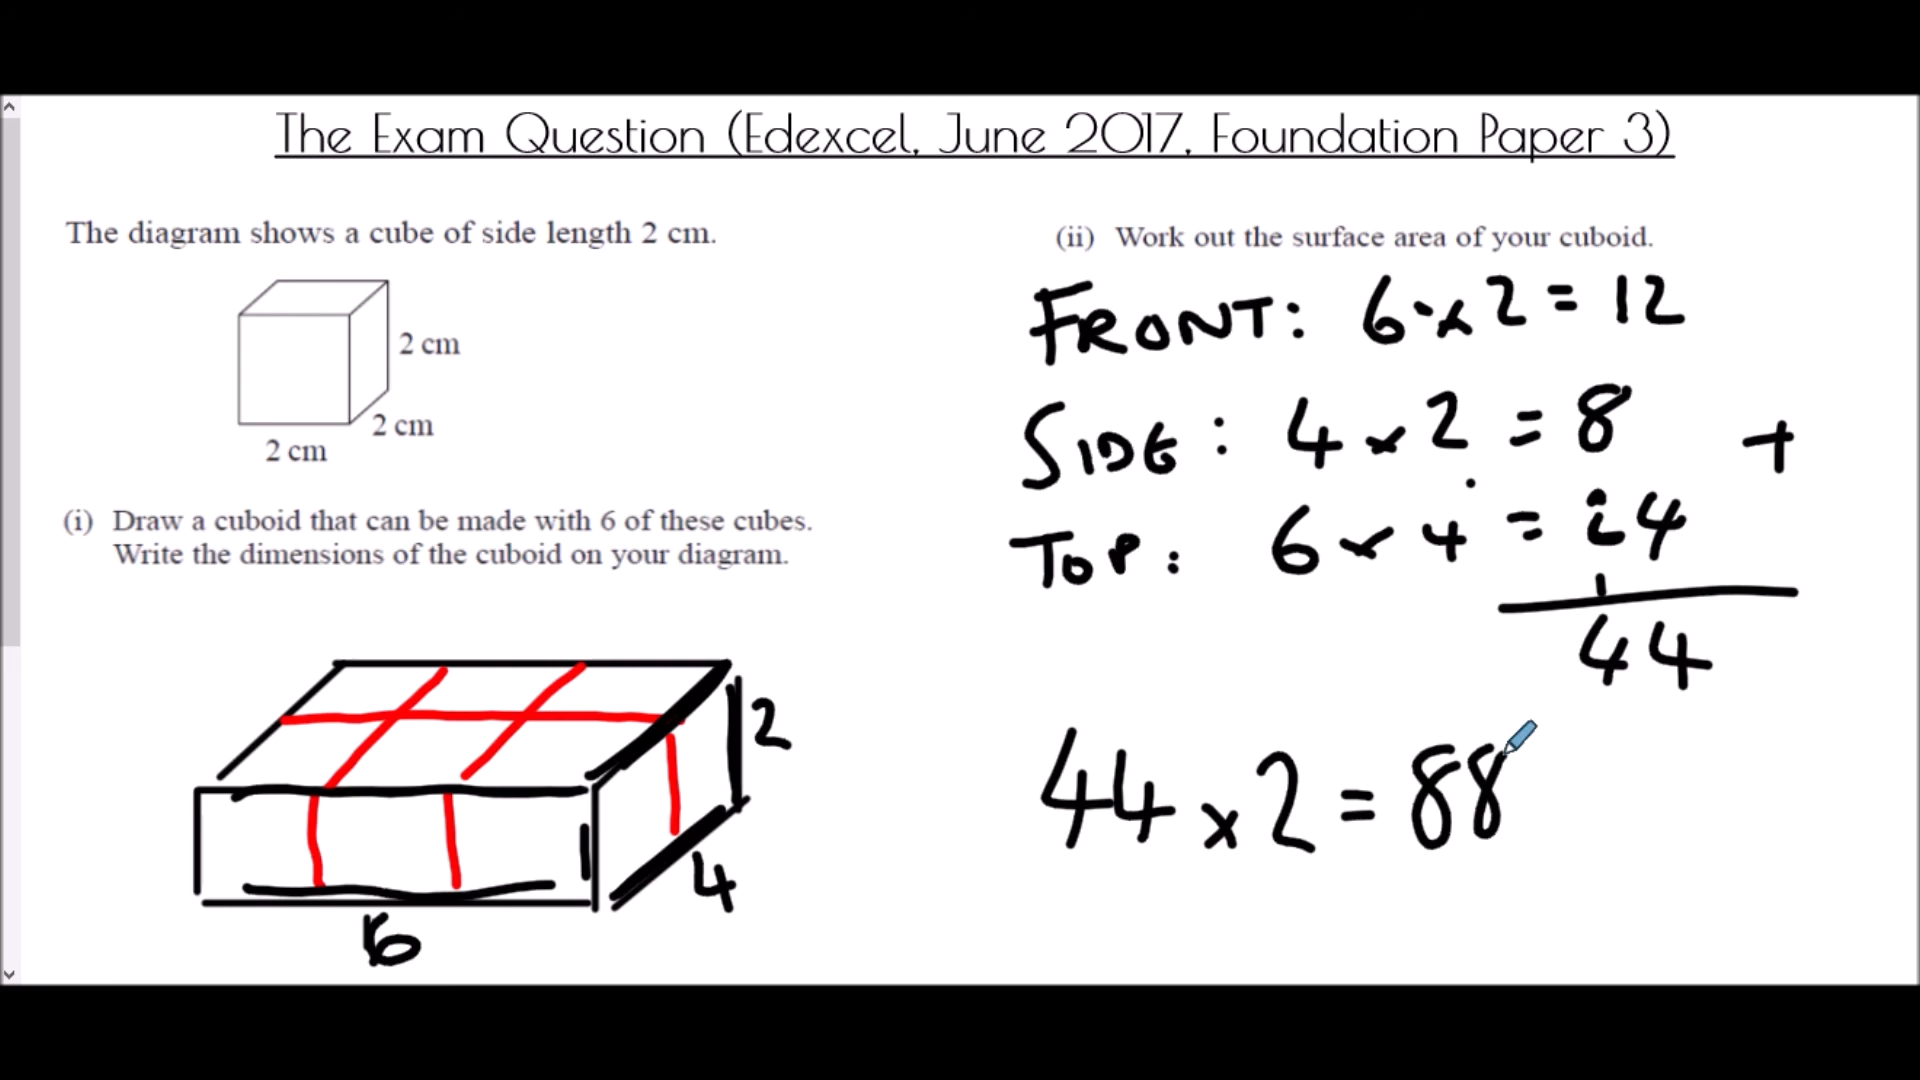 The Exam Question (Edexcel, June 2017, Foundation Paper 3)
The diagram shows a cube of side length 2 cm.
2 cm
2 cm
2 cm
(i) Draw a cuboid that can be made with 6 of these cubes.
Write the dimensions of the cuboid on your diagram.
2
4
6
(ii) Work out the surface area of your cuboid.
FRONT: 6 x 2 = 12
SIDE: 4 x 2 = 8 +
TOP: 6 x 4 = 24
1
44
44 x 2 = 88